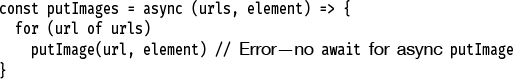 const putImages = async (urls, element) => {
for (url of urls)
putImage(url, element) // Error—no await for async putImage
}